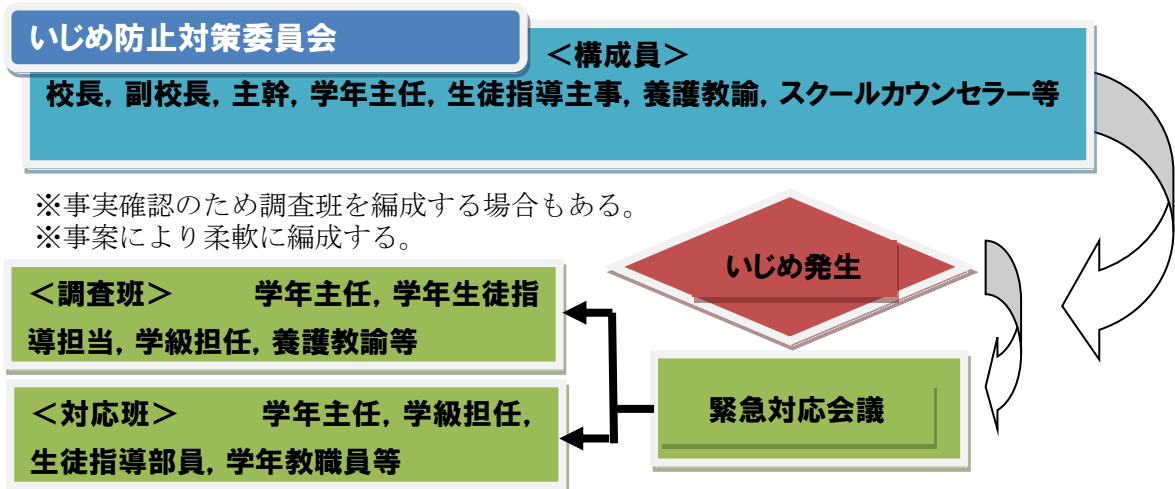 いじめ防止対策委員会
＜構成員＞
校長，副校長，主幹，学年主任，生徒指導主事，養護教諭，スクールカウンセラー等
※事実確認のため調査班を編成する場合もある。
※事案により柔軟に編成する。
いじめ発生
＜調査班＞　　学年主任，学年生徒指
導担当，学級担任，養護教諭等
＜対応班＞　　学年主任，学級担任，
生徒指導部員，学年教職員等
緊急対応会議